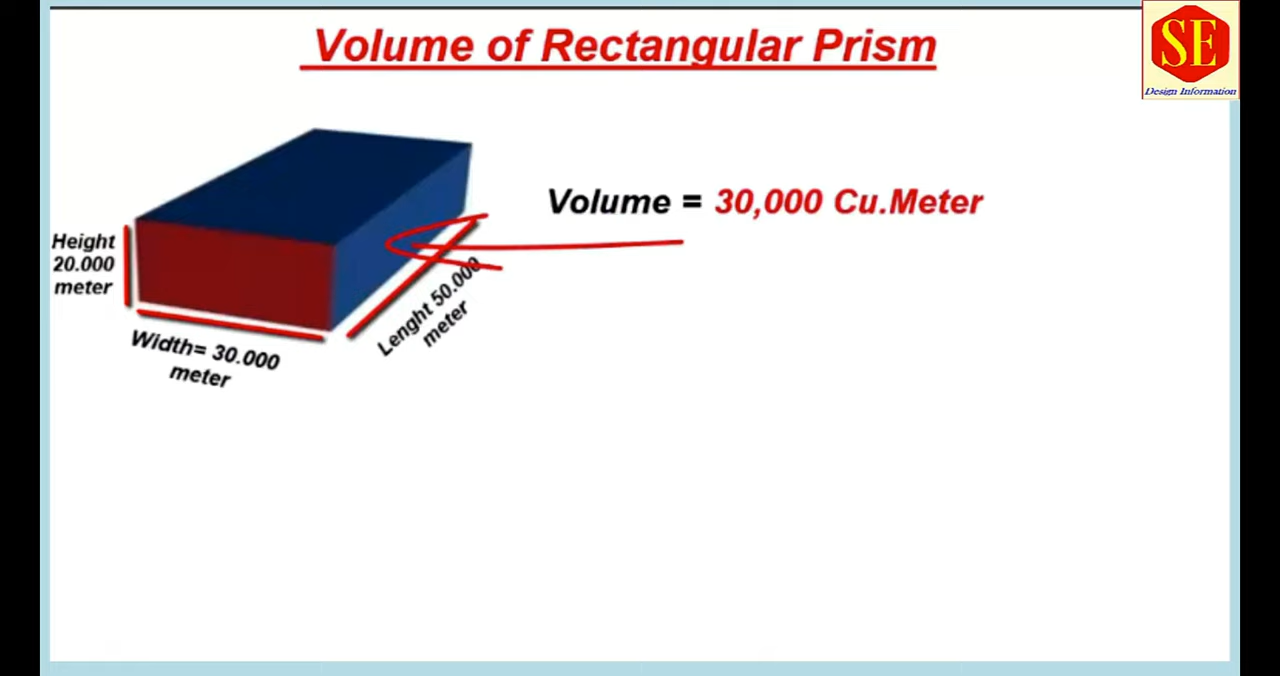 Volume of Rectangular Prism
SE
Design Information
Volume = 30,000 Cu.Meter
Height
20.000
meter
Width= 30.000
meter
Lenght 50.000
meter